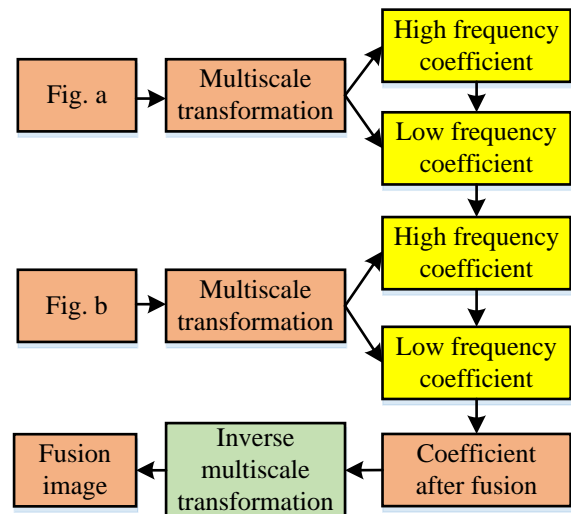 High frequency
coefficient
Fig. a
Multiscale
transformation
Low frequency
coefficient
High frequency
coefficient
Fig. b
Multiscale
transformation
Low frequency
coefficient
Fusion
image
Inverse
multiscale
transformation
Coefficient
after fusion